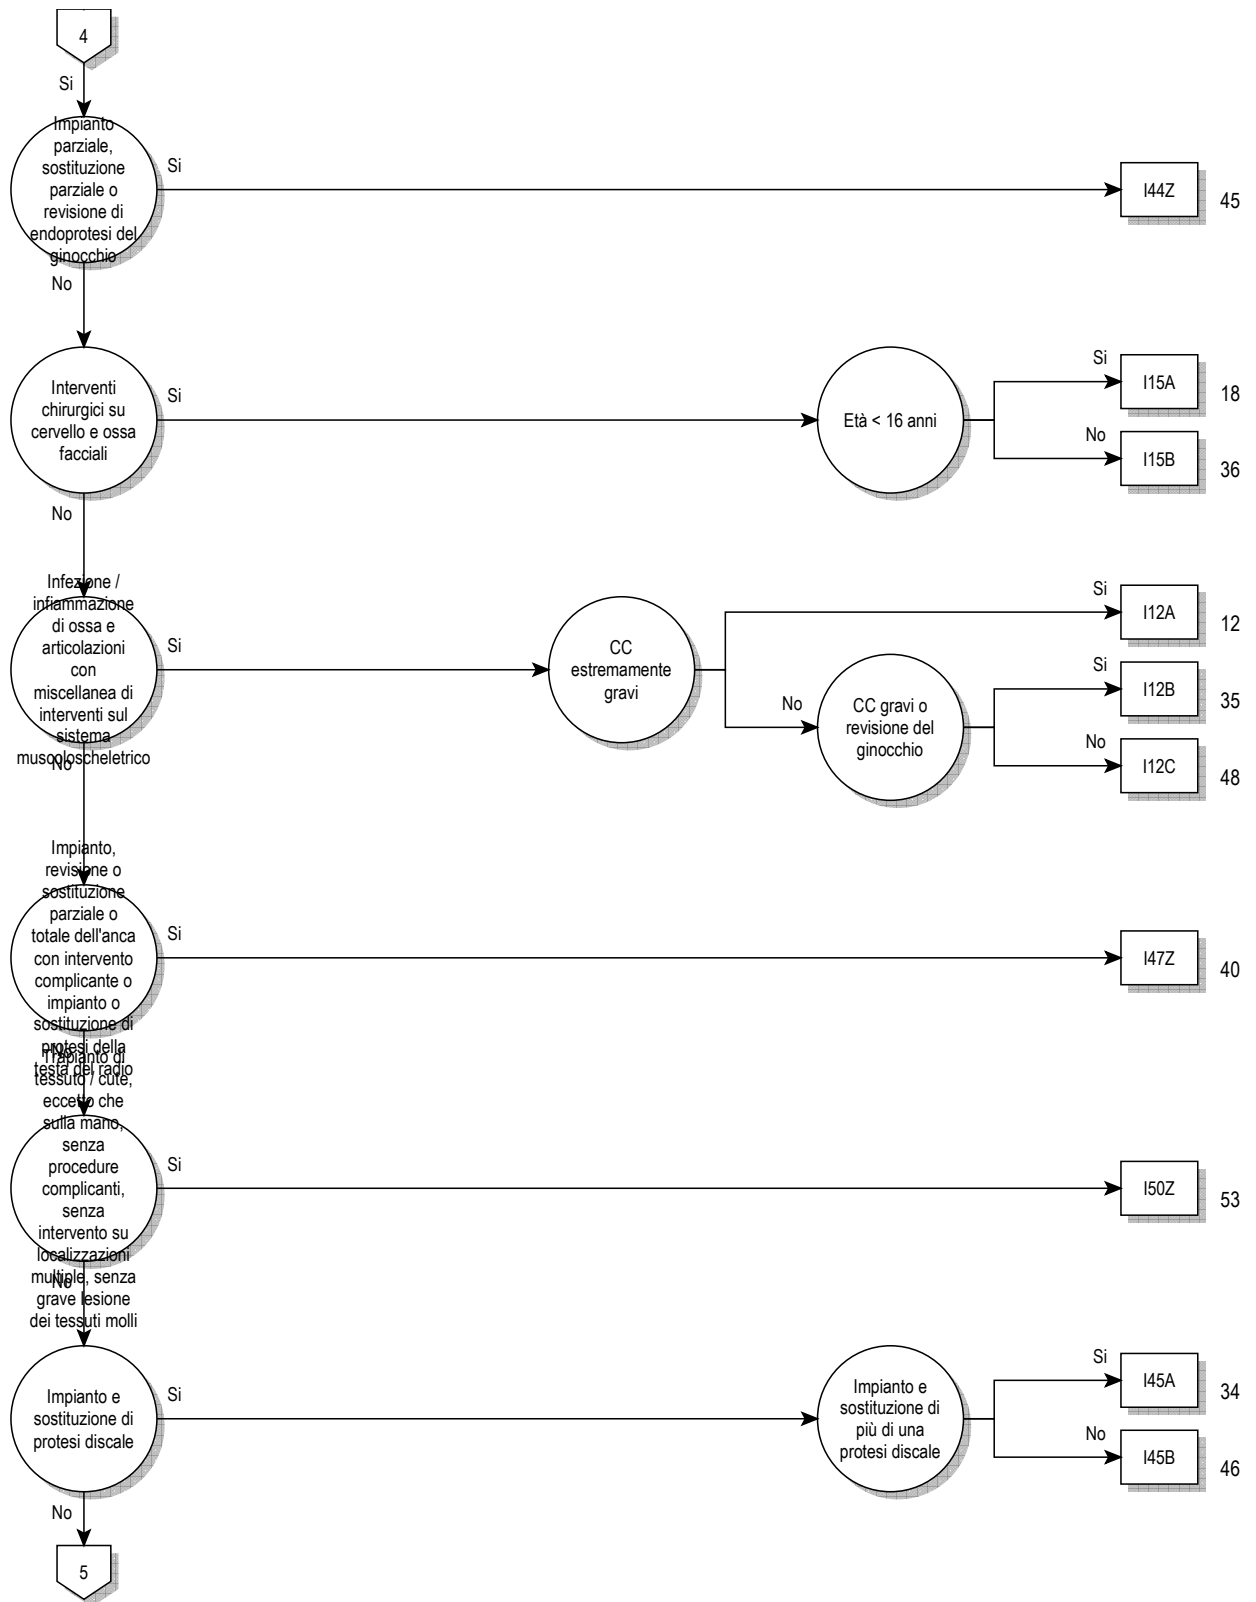 4
Si
Impianto
parziale,
sostituzione
parziale o
revisione di
endoprotesi del
ginocchio
Si
I44Z
45
No
Interventi
chirurgici su
cervello e ossa
facciali
Si
Età < 16 anni
Si
I15A
18
No
I15B
36
No
Infezione /
infiammazione
di ossa e
articolazioni
con
miscellanea di
interventi sul
sistema
muscoloscheletrico
Si
CC
estremamente
gravi
Si
I12A
12
No
CC gravi o
revisione del
ginocchio
Si
I12B
35
No
I12C
48
No
Impianto,
revisione o
sostituzione
parziale o
totale dell'anca
con intervento
complicante o
impianto o
sostituzione di
protesi della
testa del radio
Si
I47Z
40
No
Trapianto di
tessuto / cute,
eccetto che
sulla mano,
senza
procedure
complicanti,
senza
intervento su
localizzazioni
multiple, senza
grave lesione
dei tessuti molli
Si
I50Z
53
No
Impianto e
sostituzione di
protesi discale
Si
Impianto e
sostituzione di
più di una
protesi discale
Si
I45A
34
No
I45B
46
No
5